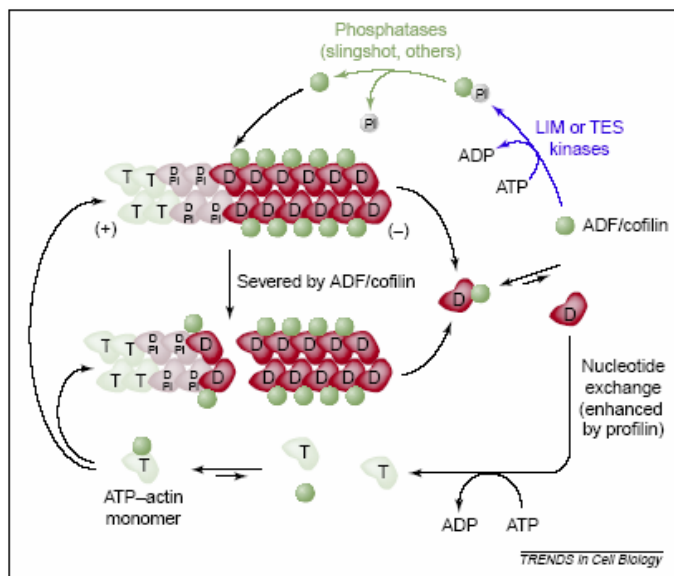 Phosphatases
(slingshot, others)
PI
PI
LIM or TES
kinases
ADP
ATP
ADF/cofilin
T T D PI D PI D D D D D D
T T D PI D PI D D D D D D
(+)
(–)
Severed by ADF/cofilin
D
D
T T D PI D PI D D D D D D
T T D PI D PI D D D D D D
Nucleotide
exchange
(enhanced
by profilin)
T
T
T
ATP–actin
monomer
ADP
ATP
TRENDS in Cell Biology